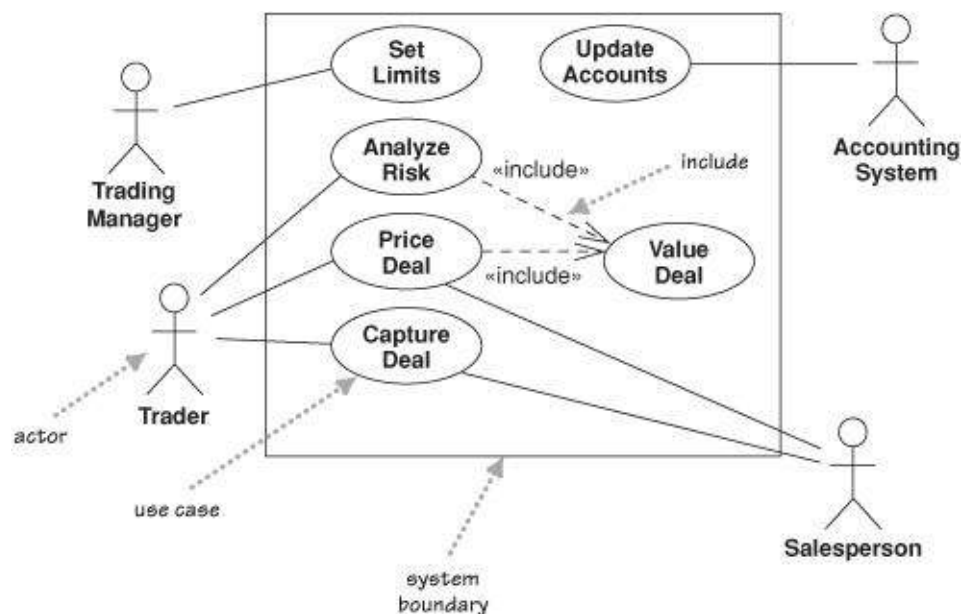 Set
Limits
Update
Accounts
Trading
Manager
Accounting
System
Analyze
Risk
«include»
include
Price
Deal
«include»
Value
Deal
Capture
Deal
Trader
actor
use case
system
boundary
Salesperson